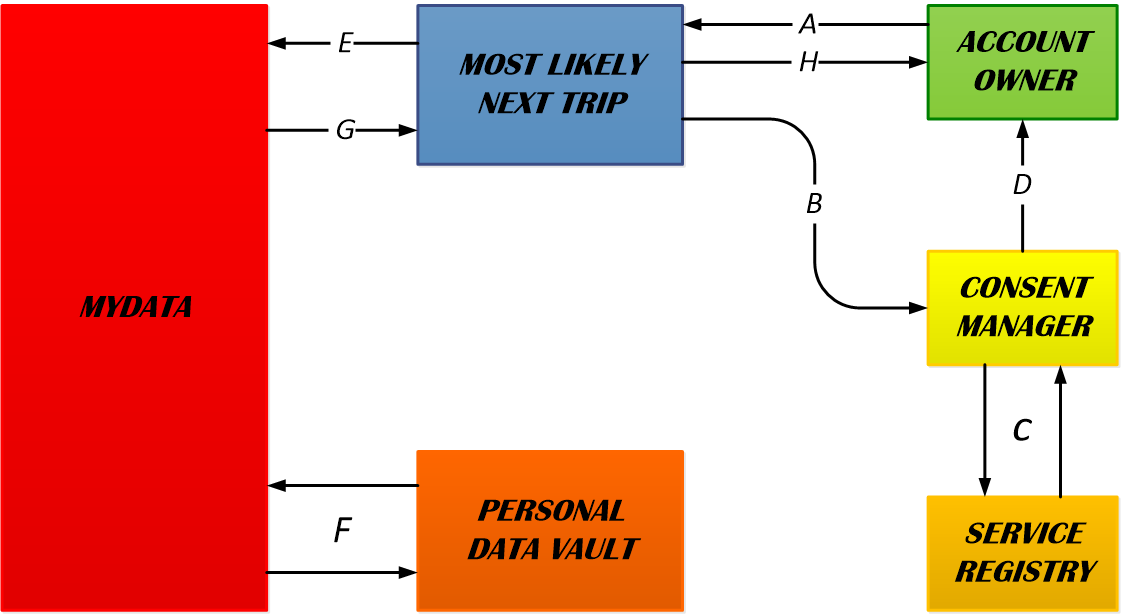 E
MOST LIKELY
NEXT TRIP
A
H
ACCOUNT
OWNER
G
B
D
MYDATA
CONSENT
MANAGER
C
F
PERSONAL
DATA VAULT
SERVICE
REGISTRY